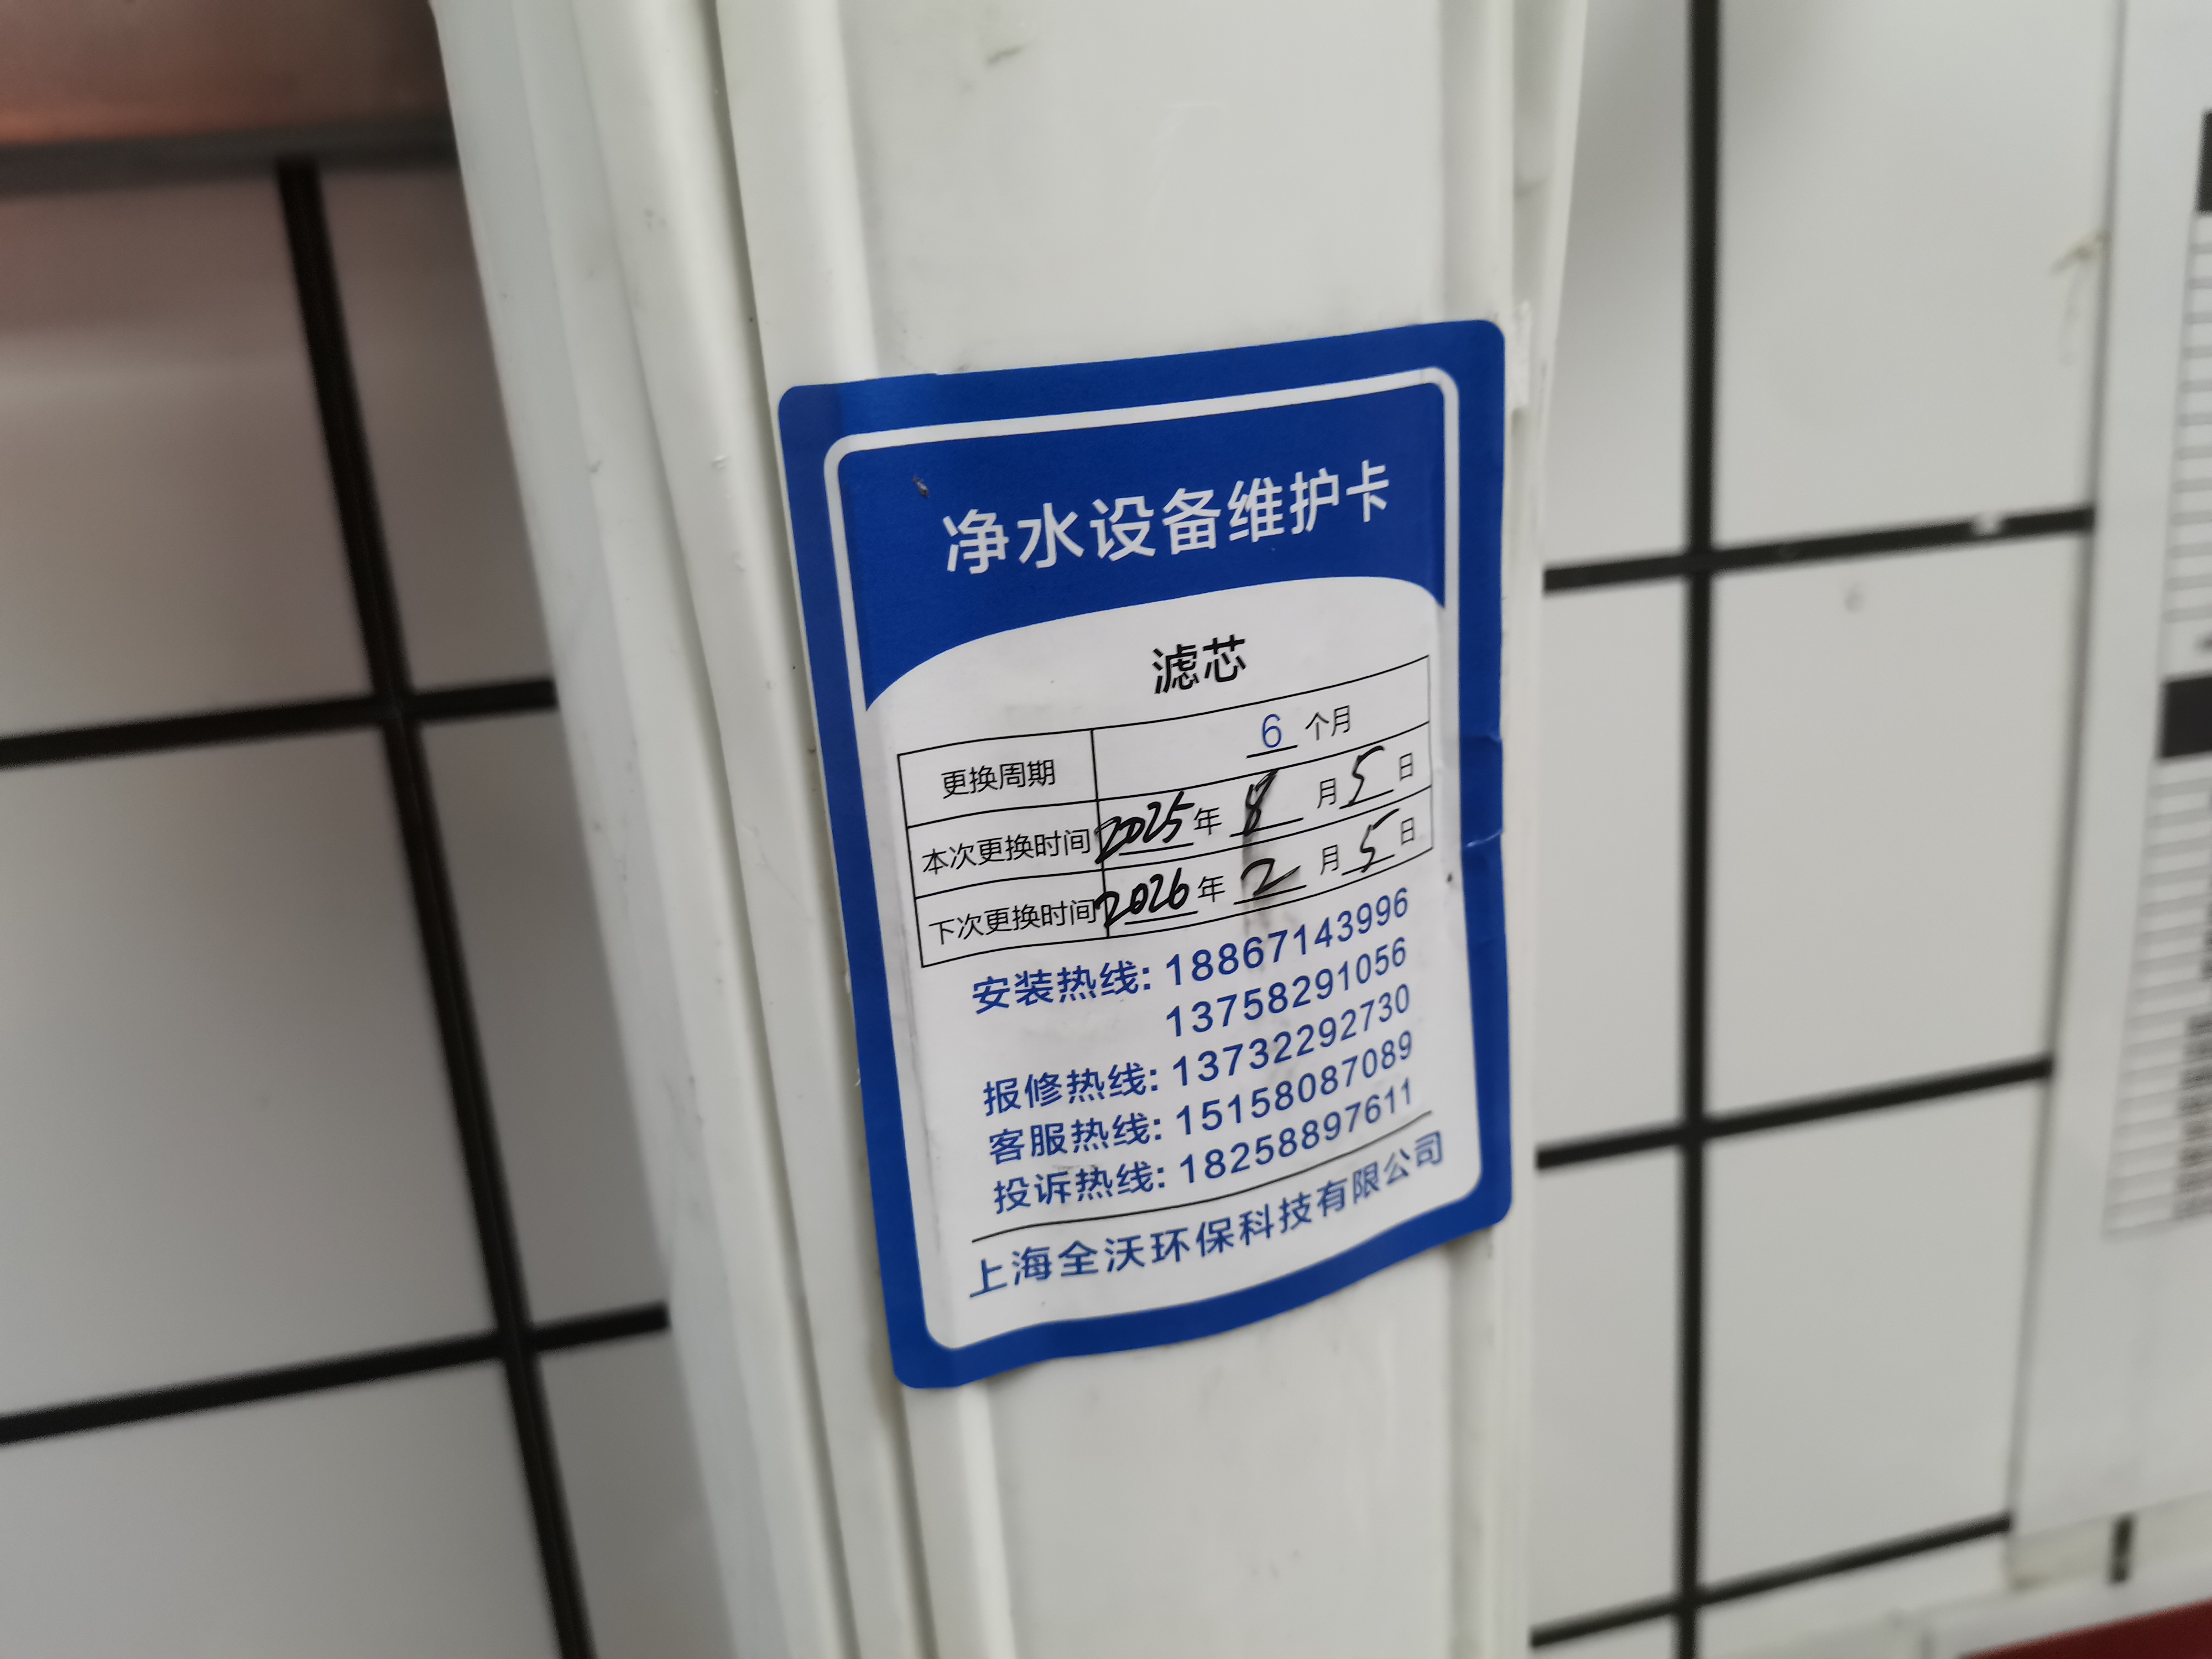 净水设备维护卡
滤芯
更换周期 6 个月
本次更换时间 2025 年 8 月 5 日
下次更换时间 2026 年 2 月 5 日
安装热线: 18867143996
13758291056
报修热线: 13732292730
客服热线: 15158087089
投诉热线: 18258897611
上海全沃环保科技有限公司